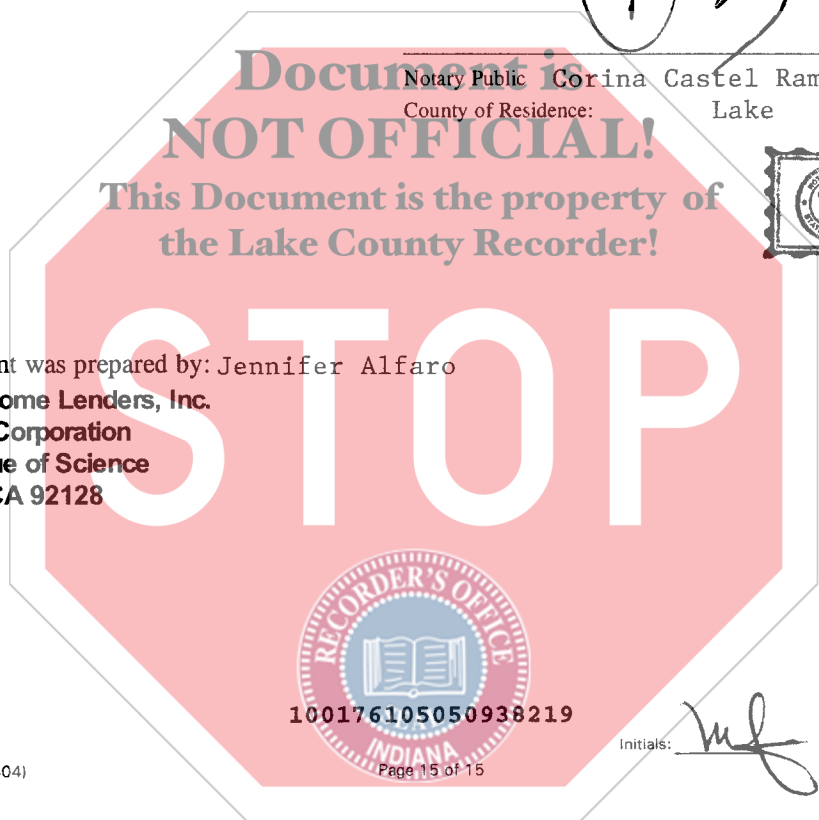 Document is
Notary Public Corina Castel Ram
County of Residence: Lake
NOT OFFICIAL!
This Document is the property of
the Lake County Recorder!
STOP
nt was prepared by: Jennifer Alfaro
ome Lenders, Inc.
Corporation
ue of Science
CA 92128
RECORDER'S OFFICE
SEAL
100176105050938219
INDIANA
Initials:
04)
Page 15 of 15